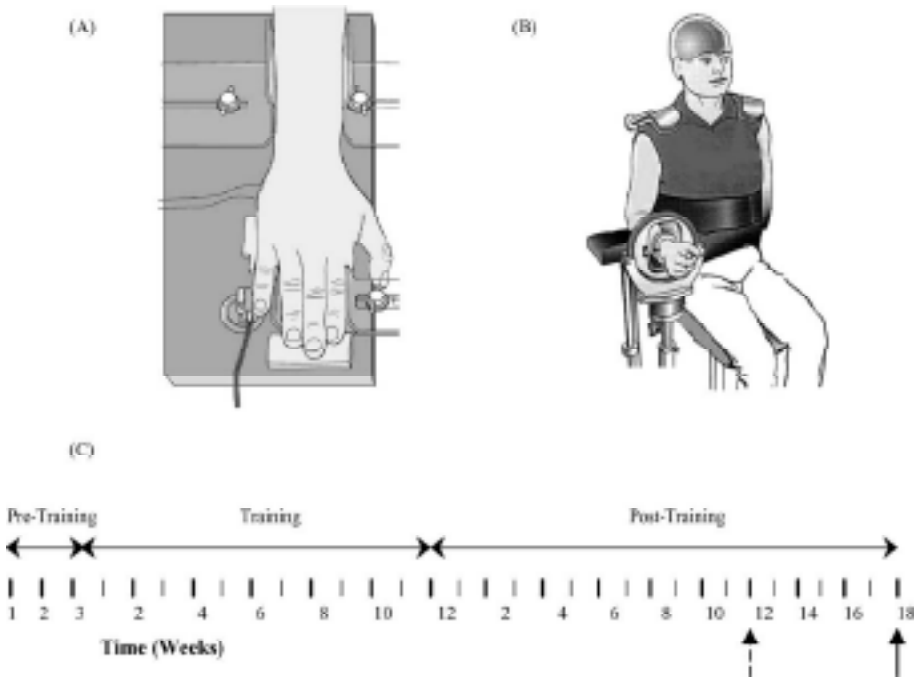 (A)
(B)
(C)
Pre-Training Training Post-Training
1 2 3 2 4 6 8 10 12 2 4 6 8 10 12 14 16 18
Time (Weeks)